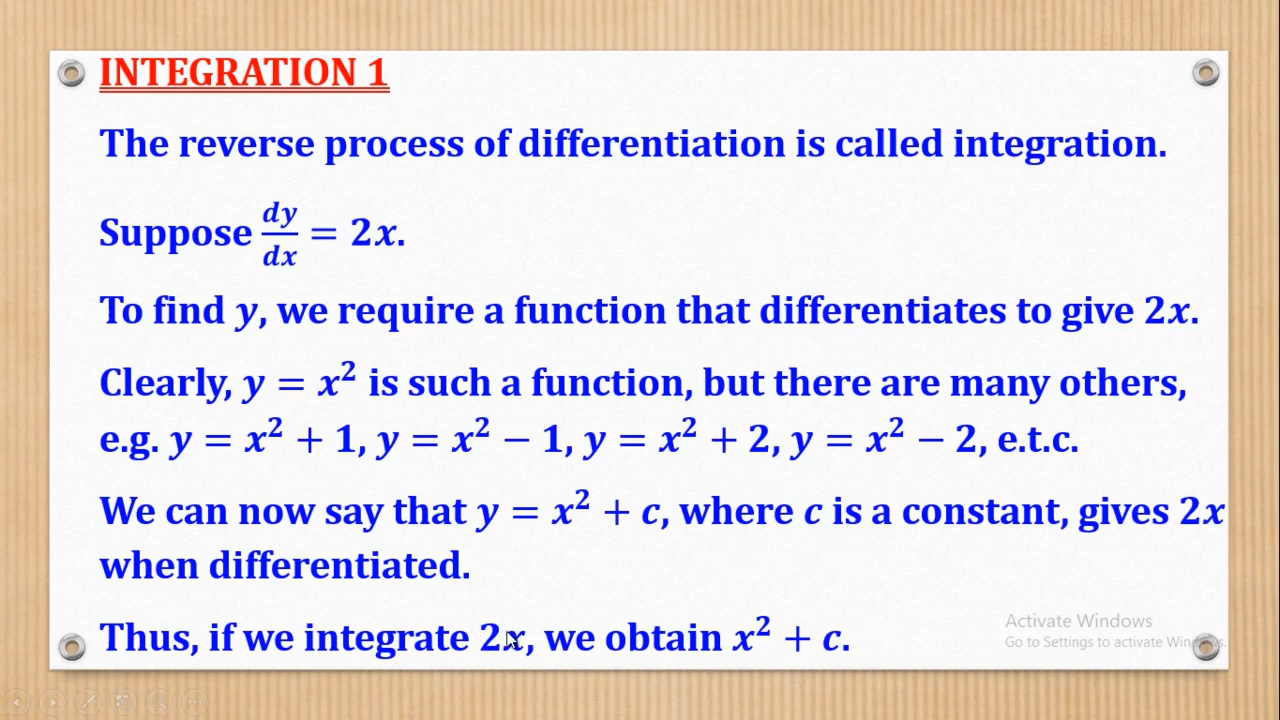 INTEGRATION 1
The reverse process of differentiation is called integration.
Suppose dy/dx = 2x.
To find y, we require a function that differentiates to give 2x.
Clearly, y = x² is such a function, but there are many others,
e.g. y = x² + 1, y = x² − 1, y = x² + 2, y = x² − 2, e.t.c.
We can now say that y = x² + c, where c is a constant, gives 2x
when differentiated.
Thus, if we integrate 2x, we obtain x² + c.
Activate Windows
Go to Settings to activate Windows.